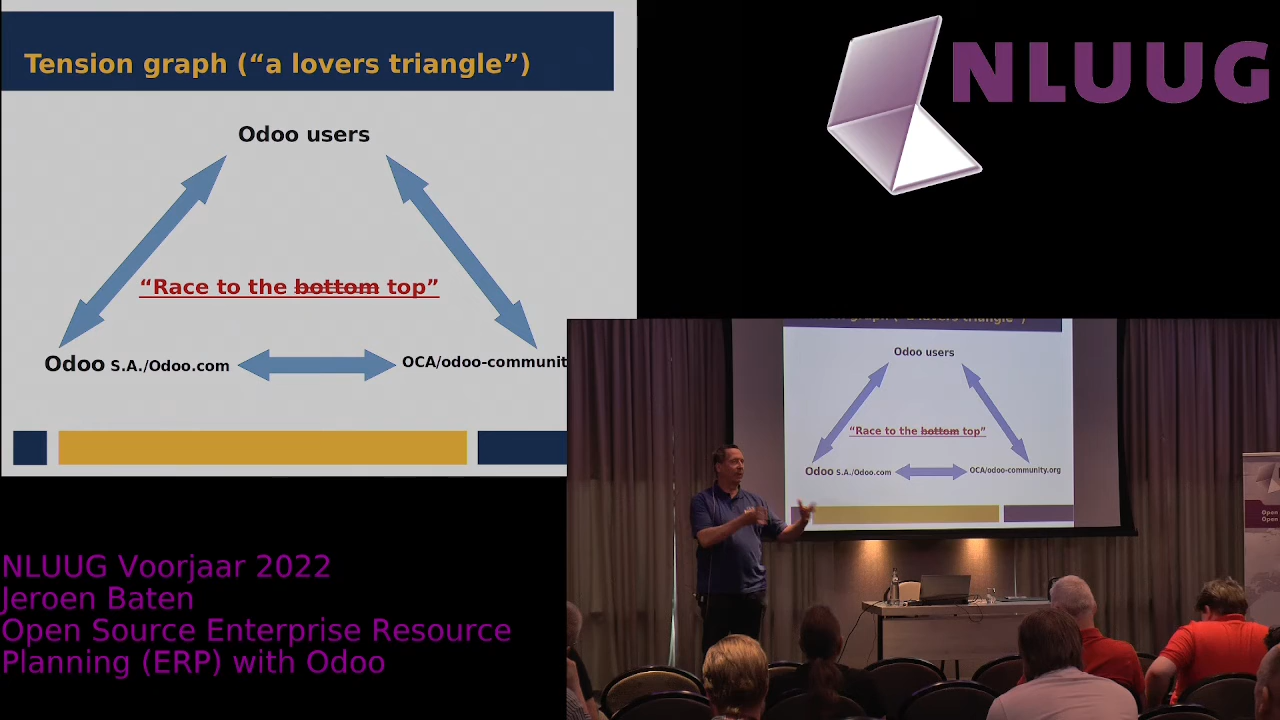 Tension graph (“a lovers triangle”)
Odoo users
“Race to the bottom top”
Odoo S.A./Odoo.com
OCA/odoo-communit
NLUUG
Odoo users
“Race to the bottom top”
Odoo S.A./Odoo.com
OCA/odoo-community.org
Open
Open
NLUUG Voorjaar 2022
Jeroen Baten
Open Source Enterprise Resource
Planning (ERP) with Odoo